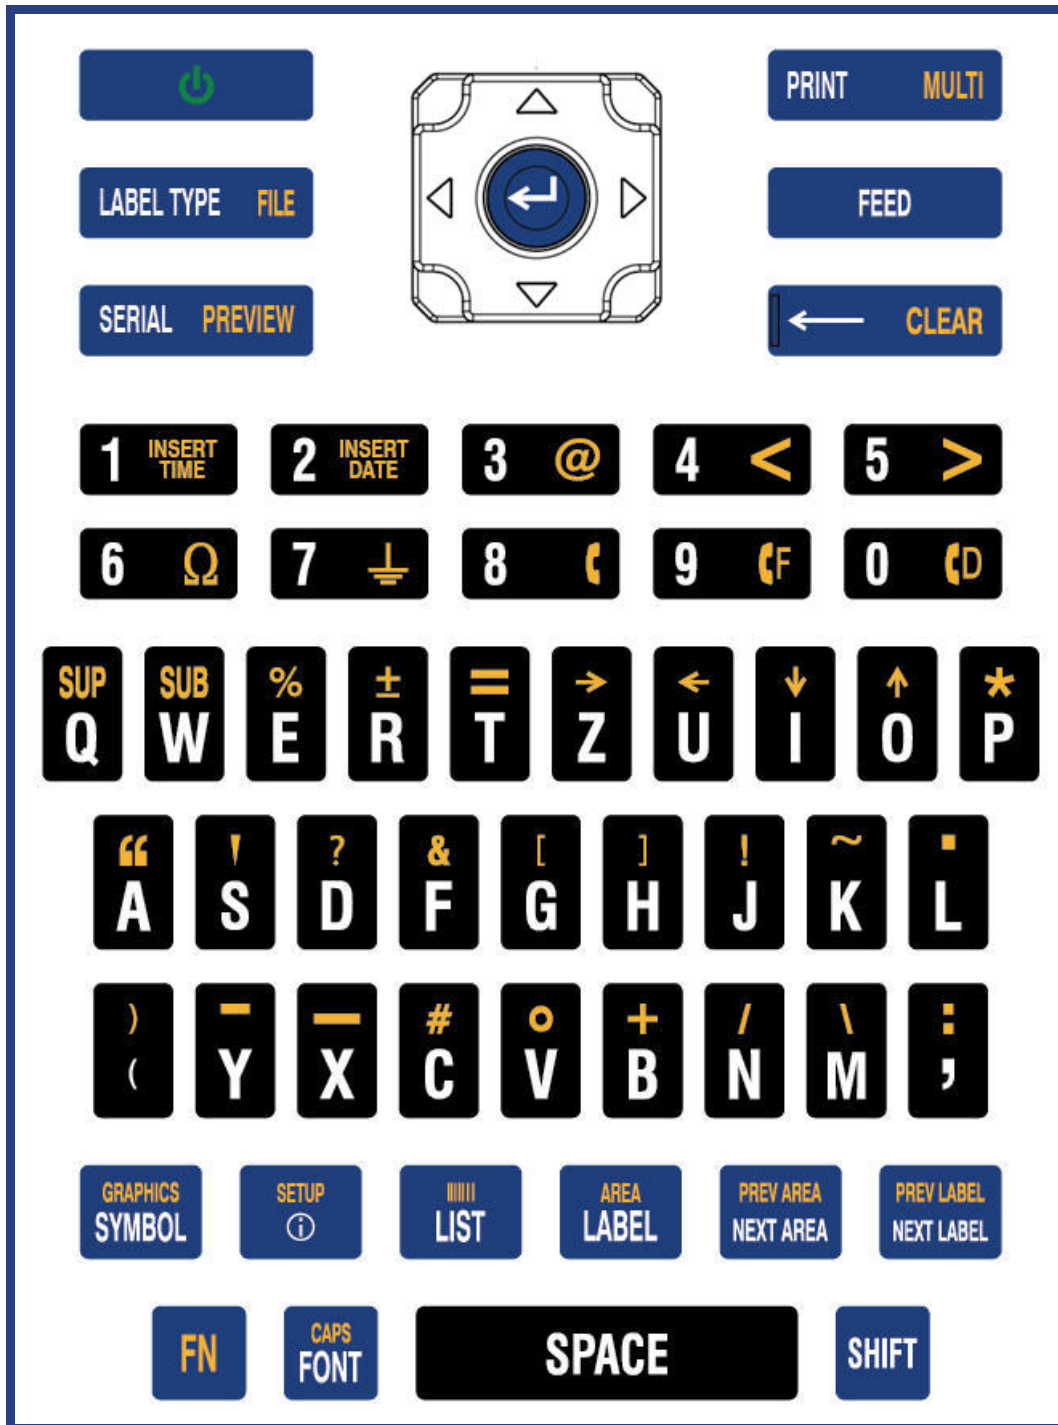 PRINT MULTI
LABEL TYPE FILE
FEED
SERIAL PREVIEW
← CLEAR
1 INSERT TIME 2 INSERT DATE 3 @ 4 < 5 >
6 Ω 7 ⏚ 8 9 F 0 D
SUP SUB % ± = → ← ↓ ↑ *
Q W E R T Z U I O P
“ ' ? & [ ] ! ~ .
A S D F G H J K L
) - — # ° + / \ :
( Y X C V B N M ,
GRAPHICS SETUP AREA PREV AREA PREV LABEL
SYMBOL ⓘ LIST LABEL NEXT AREA NEXT LABEL
CAPS
FN FONT SPACE SHIFT